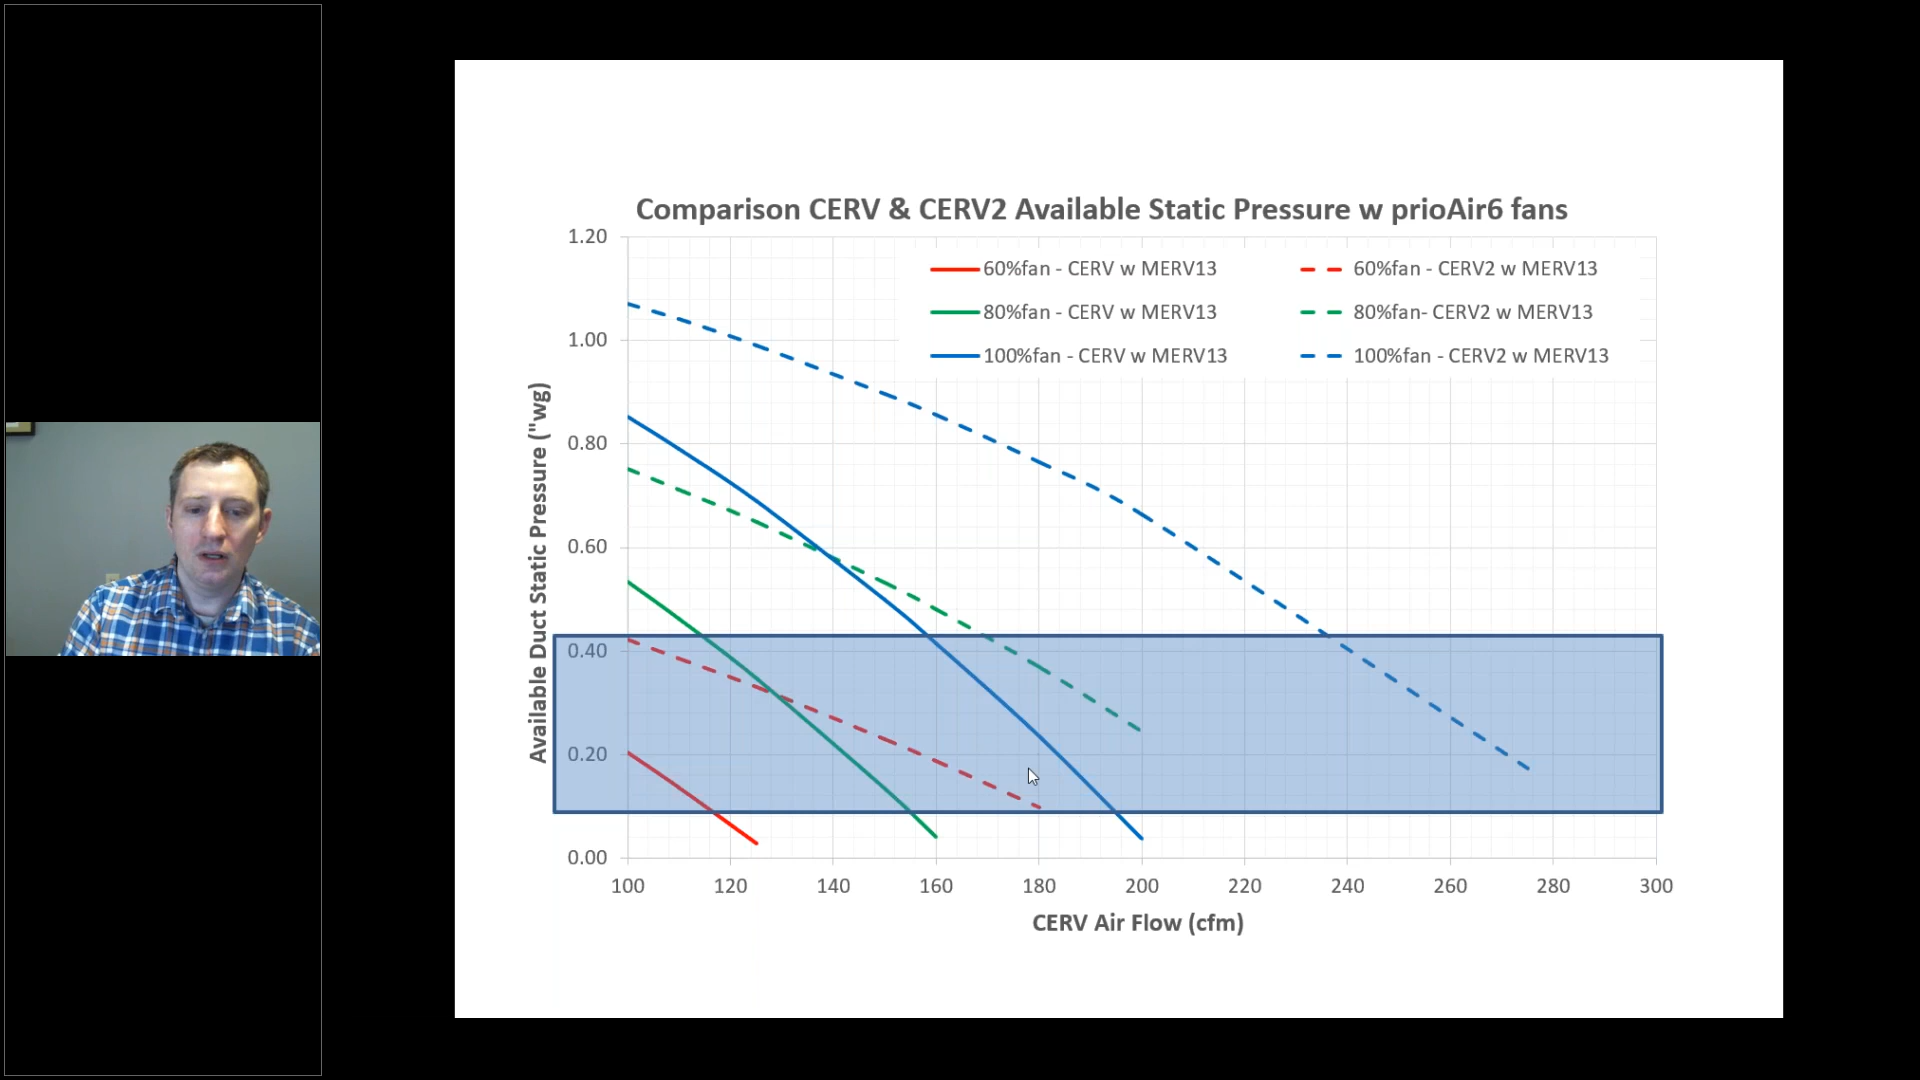 Comparison CERV & CERV2 Available Static Pressure w prioAir6 fans
1.20
1.00
0.80
0.60
0.40
0.20
0.00
Available Duct Static Pressure ("wg)
60%fan - CERV w MERV13
60%fan - CERV2 w MERV13
80%fan - CERV w MERV13
80%fan- CERV2 w MERV13
100%fan - CERV w MERV13
100%fan - CERV2 w MERV13
100 120 140 160 180 200 220 240 260 280 300
CERV Air Flow (cfm)